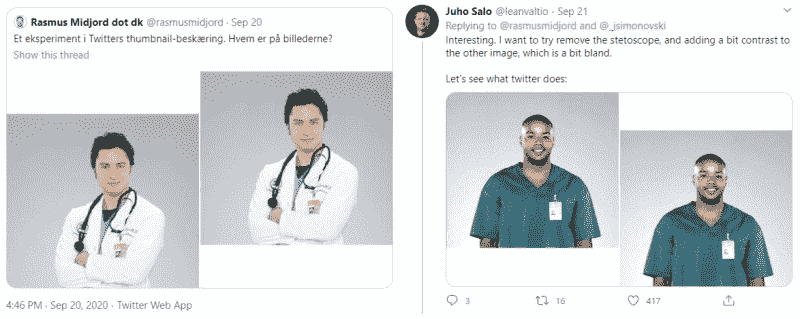 Rasmus Midjord dot dk @rasmusmidjord · Sep 20
Et eksperiment i Twitters thumbnail-beskæring. Hvem er på billederne?
Show this thread
4:46 PM · Sep 20, 2020 · Twitter Web App
Juho Salo @leanvaltio · Sep 21
Replying to @rasmusmidjord and @_jsimonovski
Interesting. I want to try remove the stetoscope, and adding a bit contrast to
the other image, which is a bit bland.
Let's see what twitter does:
3 16 417